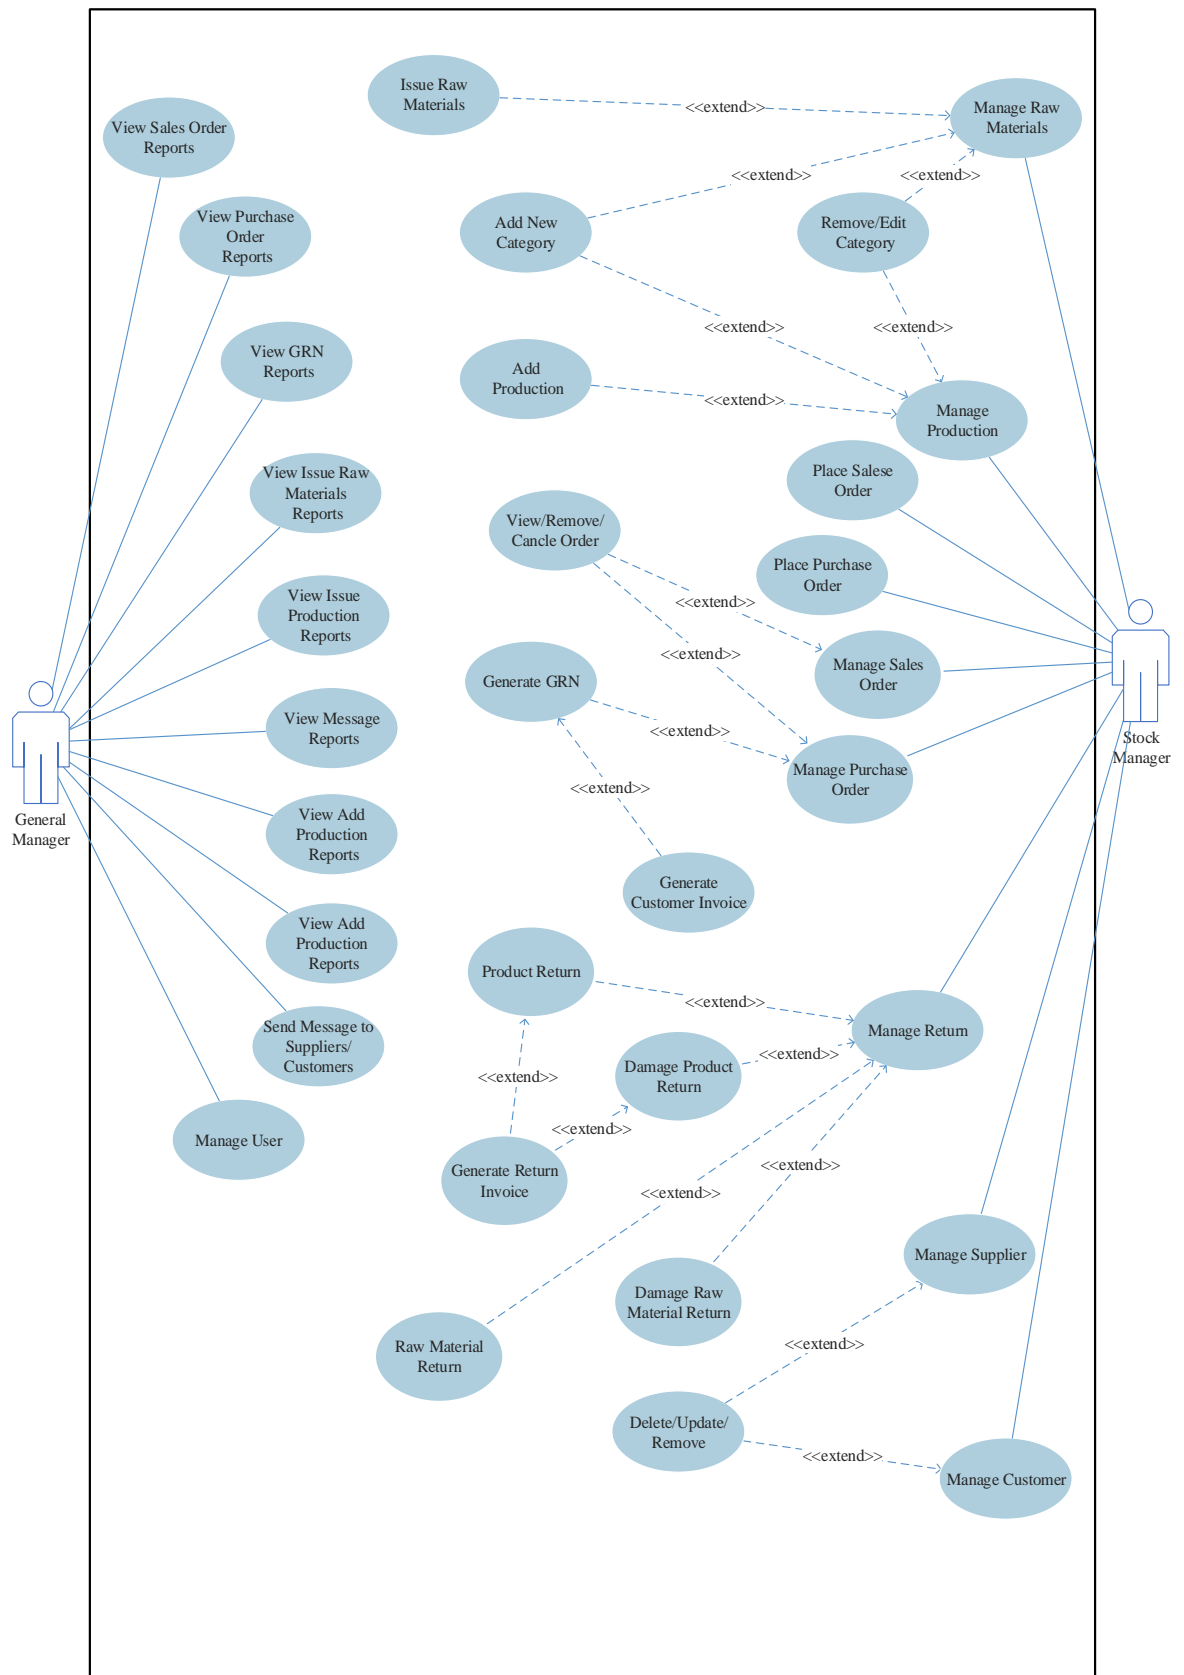 Issue Raw
Materials
<<extend>>
Manage Raw
Materials
View Sales Order
Reports
<<extend>>
<<extend>>
View Purchase
Order
Reports
Add New
Category
Remove/Edit
Category
<<extend>>
<<extend>>
View GRN
Reports
Add
Production
<<extend>>
Manage
Production
View Issue Raw
Materials
Reports
Place Salese
Order
View/Remove/
Cancle Order
Place Purchase
Order
View Issue
Production
Reports
<<extend>>
<<extend>>
Manage Sales
Order
Generate GRN
View Message
Reports
<<extend>>
Stock
Manager
Manage Purchase
Order
<<extend>>
General
Manager
View Add
Production
Reports
Generate
Customer Invoice
View Add
Production
Reports
Product Return
<<extend>>
Send Message to
Suppliers/
Customers
Manage Return
<<extend>>
Damage Product
Return
<<extend>>
<<extend>>
Manage User
Generate Return
Invoice
<<extend>>
<<extend>>
Manage Supplier
Damage Raw
Material Return
Raw Material
Return
<<extend>>
Delete/Update/
Remove
<<extend>>
Manage Customer